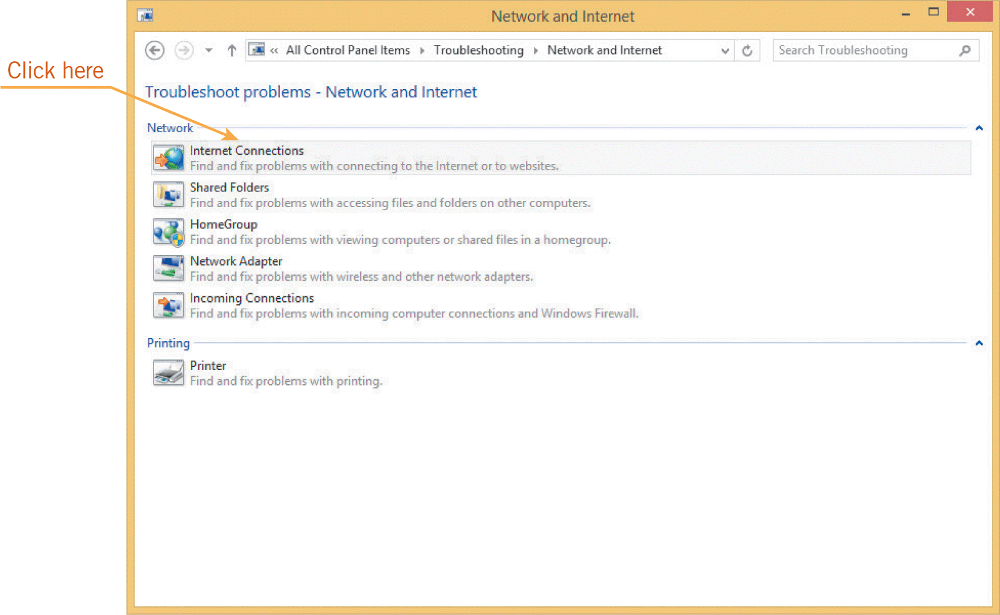 Network and Internet
« All Control Panel Items Troubleshooting Network and Internet Search Troubleshooting
Click here
Troubleshoot problems - Network and Internet
Network
Internet Connections
Find and fix problems with connecting to the Internet or to websites.
Shared Folders
Find and fix problems with accessing files and folders on other computers.
HomeGroup
Find and fix problems with viewing computers or shared files in a homegroup.
Network Adapter
Find and fix problems with wireless and other network adapters.
Incoming Connections
Find and fix problems with incoming computer connections and Windows Firewall.
Printing
Printer
Find and fix problems with printing.